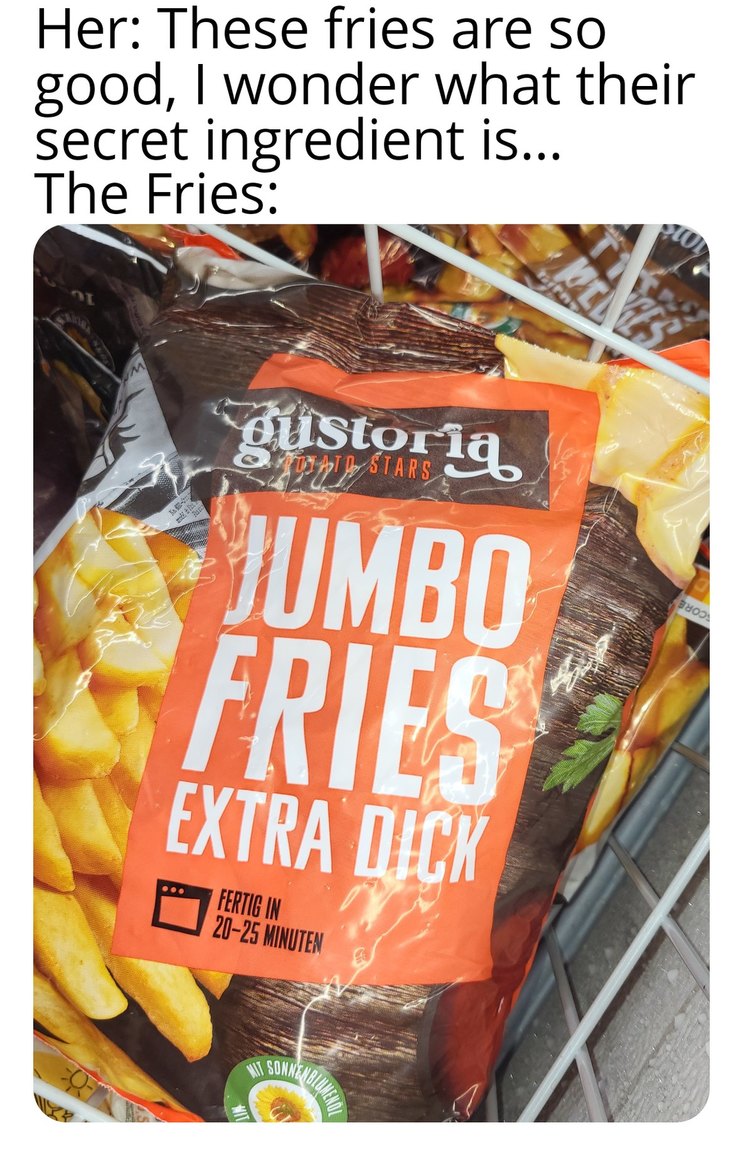 Her: These fries are so
good, I wonder what their
secret ingredient is...
The Fries:
gustoria
POTATO STARS
JUMBO
FRIES
EXTRA DICK
FERTIG IN
20-25 MINUTEN
MIT SONNENBLUMENÖL
SCORE